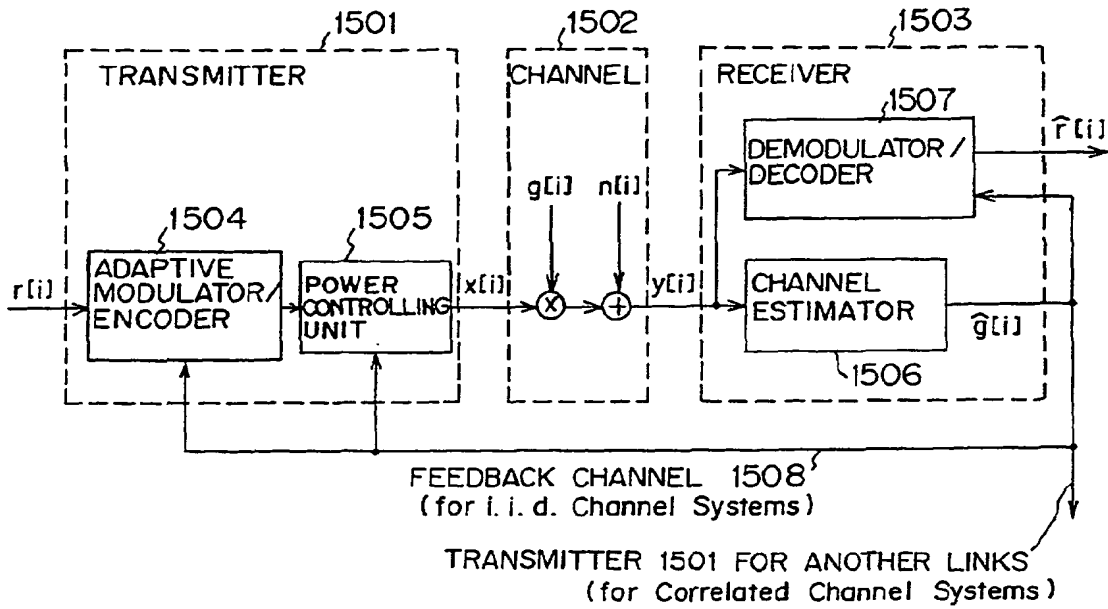 1501
1502
1503
TRANSMITTER
CHANNEL
RECEIVER
1507
DEMODULATOR/
DECODER
r̂[i]
g[i]
n[i]
1504
1505
ADAPTIVE
MODULATOR/
ENCODER
POWER
CONTROLLING
UNIT
r[i]
x[i]
×
+
y[i]
CHANNEL
ESTIMATOR
ĝ[i]
1506
FEEDBACK CHANNEL 1508
(for i.i.d. Channel Systems)
TRANSMITTER 1501 FOR ANOTHER LINKS
(for Correlated Channel Systems)